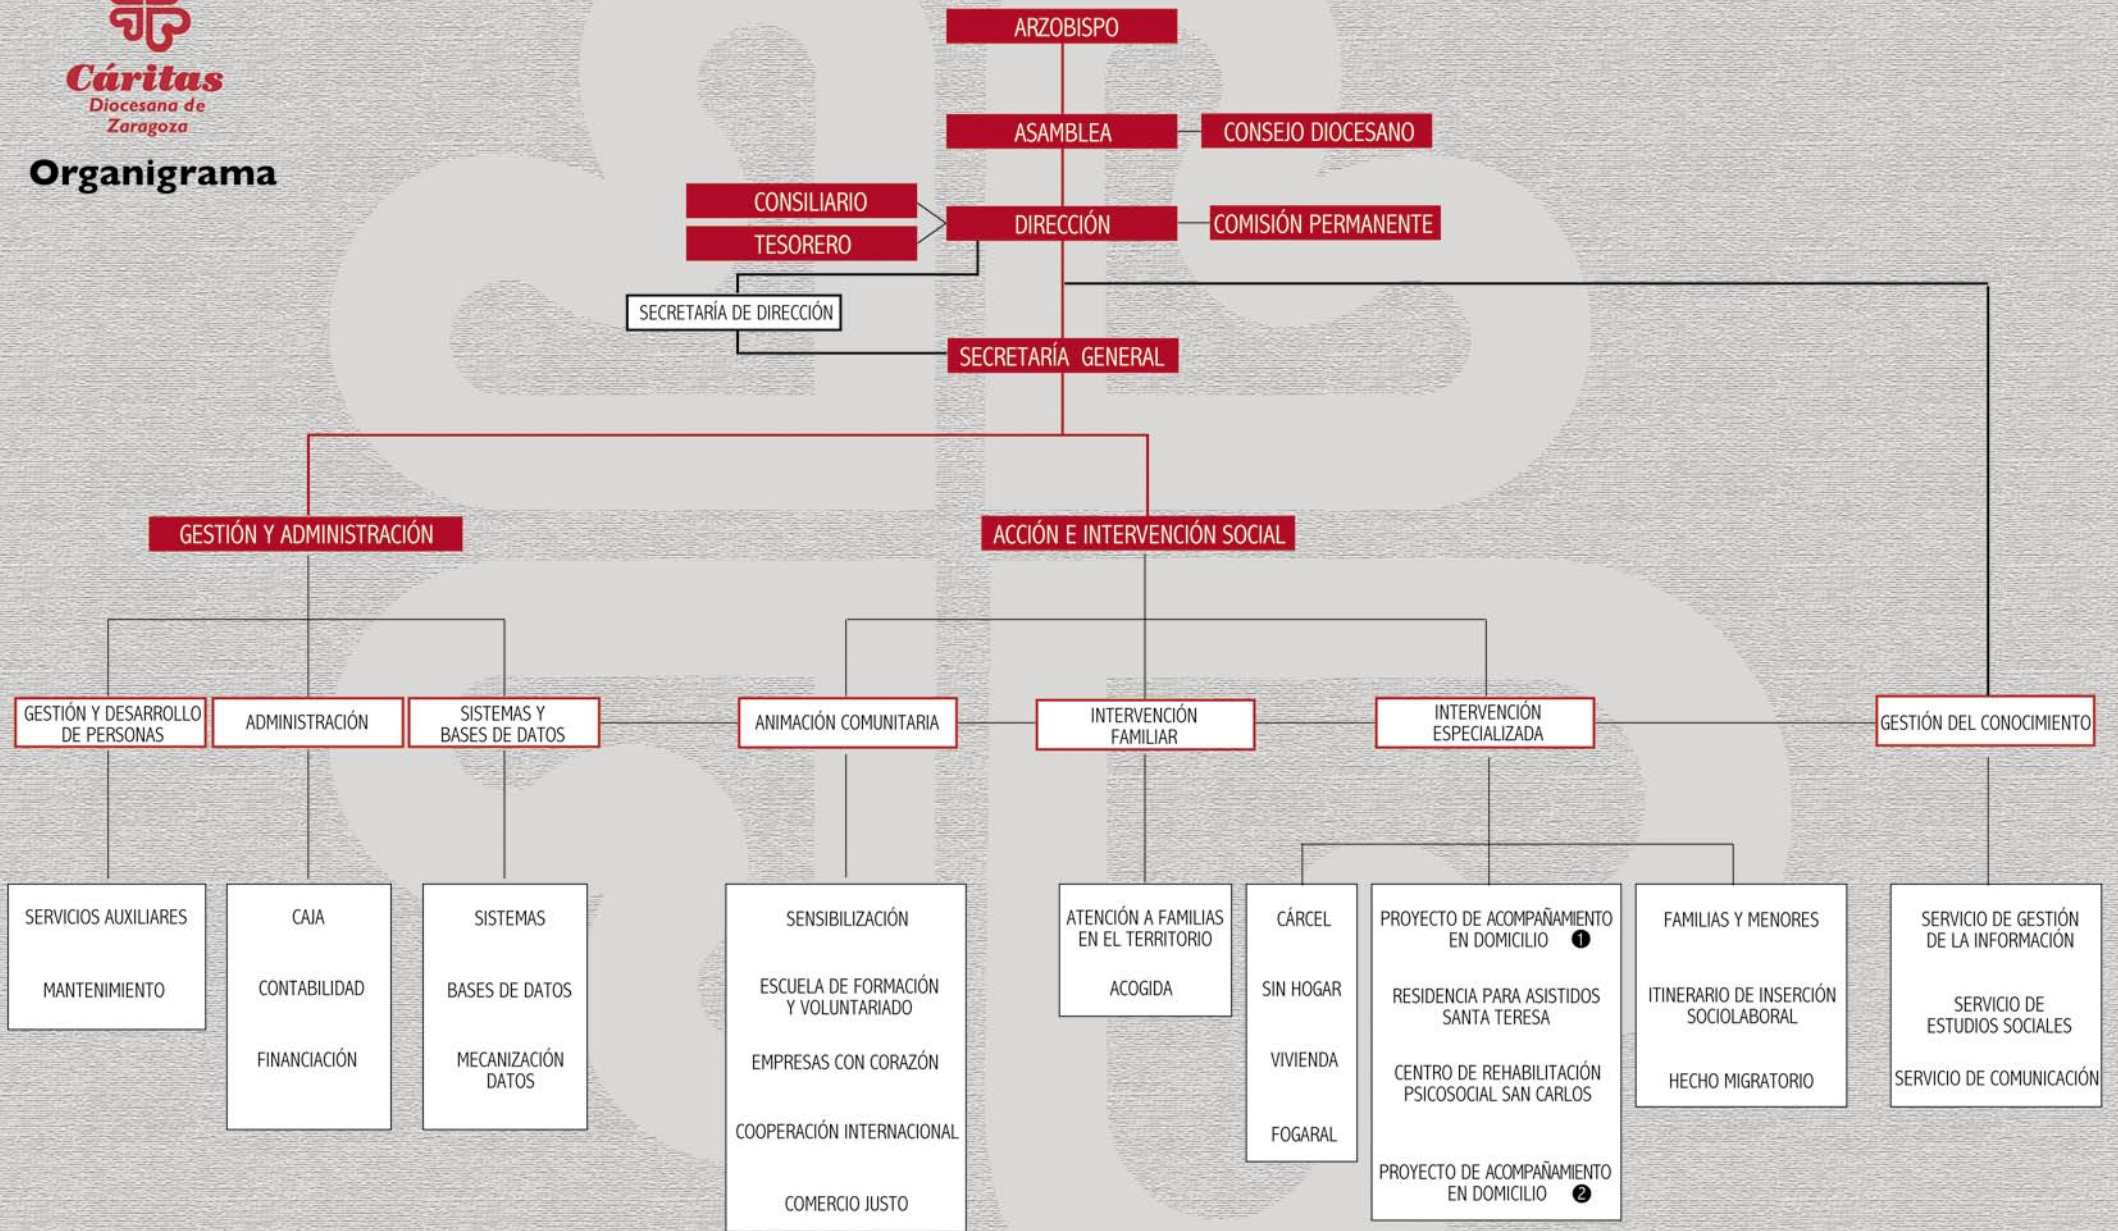 Cáritas
Diocesana de
Zaragoza
Organigrama
ARZOBISPO
ASAMBLEA
CONSEJO DIOCESANO
CONSILIARIO
TESORERO
DIRECCIÓN
COMISIÓN PERMANENTE
SECRETARÍA DE DIRECCIÓN
SECRETARÍA GENERAL
GESTIÓN Y ADMINISTRACIÓN
ACCIÓN E INTERVENCIÓN SOCIAL
GESTIÓN Y DESARROLLO
DE PERSONAS
ADMINISTRACIÓN
SISTEMAS Y
BASES DE DATOS
ANIMACIÓN COMUNITARIA
INTERVENCIÓN
FAMILIAR
INTERVENCIÓN
ESPECIALIZADA
GESTIÓN DEL CONOCIMIENTO
SERVICIOS AUXILIARES
MANTENIMIENTO
CAJA
CONTABILIDAD
FINANCIACIÓN
SISTEMAS
BASES DE DATOS
MECANIZACIÓN
DATOS
SENSIBILIZACIÓN
ESCUELA DE FORMACIÓN
Y VOLUNTARIADO
EMPRESAS CON CORAZÓN
COOPERACIÓN INTERNACIONAL
COMERCIO JUSTO
ATENCIÓN A FAMILIAS
EN EL TERRITORIO
ACOGIDA
CÁRCEL
SIN HOGAR
VIVIENDA
FOGARAL
PROYECTO DE ACOMPAÑAMIENTO
EN DOMICILIO ❶
RESIDENCIA PARA ASISTIDOS
SANTA TERESA
CENTRO DE REHABILITACIÓN
PSICOSOCIAL SAN CARLOS
PROYECTO DE ACOMPAÑAMIENTO
EN DOMICILIO ❷
FAMILIAS Y MENORES
ITINERARIO DE INSERCIÓN
SOCIOLABORAL
HECHO MIGRATORIO
SERVICIO DE GESTIÓN
DE LA INFORMACIÓN
SERVICIO DE
ESTUDIOS SOCIALES
SERVICIO DE COMUNICACIÓN